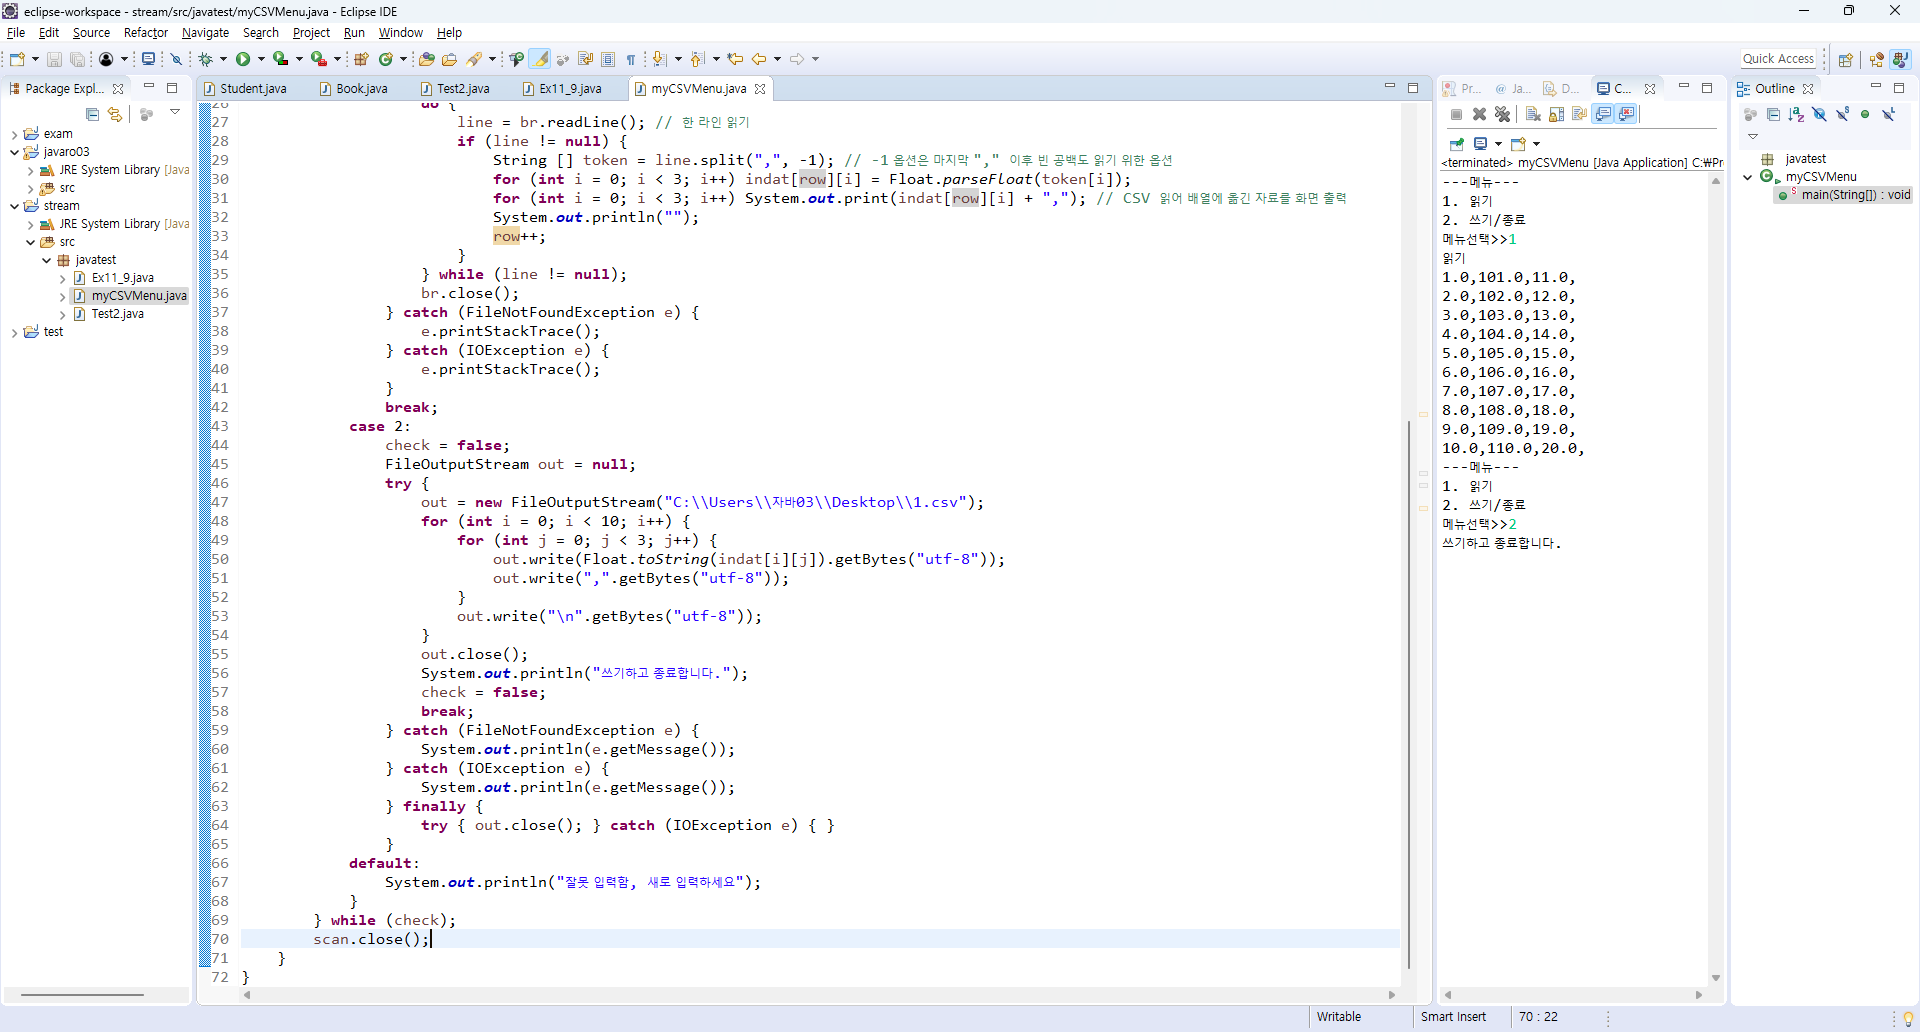 eclipse-workspace - stream/src/javatest/myCSVMenu.java - Eclipse IDE
File Edit Source Refactor Navigate Search Project Run Window Help
Quick Access
Package Expl...
exam
javaro03
JRE System Library [Java
src
stream
JRE System Library [Java
src
javatest
Ex11_9.java
myCSVMenu.java
Test2.java
test
Student.java Book.java Test2.java Ex11_9.java myCSVMenu.java
26 do {
27 line = br.readLine(); // 한 라인 읽기
28 if (line != null) {
29 String [] token = line.split(",", -1); // -1 옵션은 마지막 "," 이후 빈 공백도 읽기 위한 옵션
30 for (int i = 0; i < 3; i++) indat[row][i] = Float.parseFloat(token[i]);
31 for (int i = 0; i < 3; i++) System.out.print(indat[row][i] + ","); // CSV 읽어 배열에 옮긴 자료를 화면 출력
32 System.out.println("");
33 row++;
34 }
35 } while (line != null);
36 br.close();
37 } catch (FileNotFoundException e) {
38 e.printStackTrace();
39 } catch (IOException e) {
40 e.printStackTrace();
41 }
42 break;
43 case 2:
44 check = false;
45 FileOutputStream out = null;
46 try {
47 out = new FileOutputStream("C:\\Users\\자바03\\Desktop\\1.csv");
48 for (int i = 0; i < 10; i++) {
49 for (int j = 0; j < 3; j++) {
50 out.write(Float.toString(indat[i][j]).getBytes("utf-8"));
51 out.write(",".getBytes("utf-8"));
52 }
53 out.write("\n".getBytes("utf-8"));
54 }
55 out.close();
56 System.out.println("쓰기하고 종료합니다.");
57 check = false;
58 break;
59 } catch (FileNotFoundException e) {
60 System.out.println(e.getMessage());
61 } catch (IOException e) {
62 System.out.println(e.getMessage());
63 } finally {
64 try { out.close(); } catch (IOException e) { }
65 }
66 default:
67 System.out.println("잘못 입력함, 새로 입력하세요");
68 }
69 } while (check);
70 scan.close();
71 }
72 }
Pr... @ Ja... D... C...
<terminated> myCSVMenu [Java Application] C:₩Pr
---메뉴---
1. 읽기
2. 쓰기/종료
메뉴선택>>1
읽기
1.0,101.0,11.0,
2.0,102.0,12.0,
3.0,103.0,13.0,
4.0,104.0,14.0,
5.0,105.0,15.0,
6.0,106.0,16.0,
7.0,107.0,17.0,
8.0,108.0,18.0,
9.0,109.0,19.0,
10.0,110.0,20.0,
---메뉴---
1. 읽기
2. 쓰기/종료
메뉴선택>>2
쓰기하고 종료합니다.
Outline
javatest
myCSVMenu
main(String[]) : void
Writable Smart Insert 70 : 22